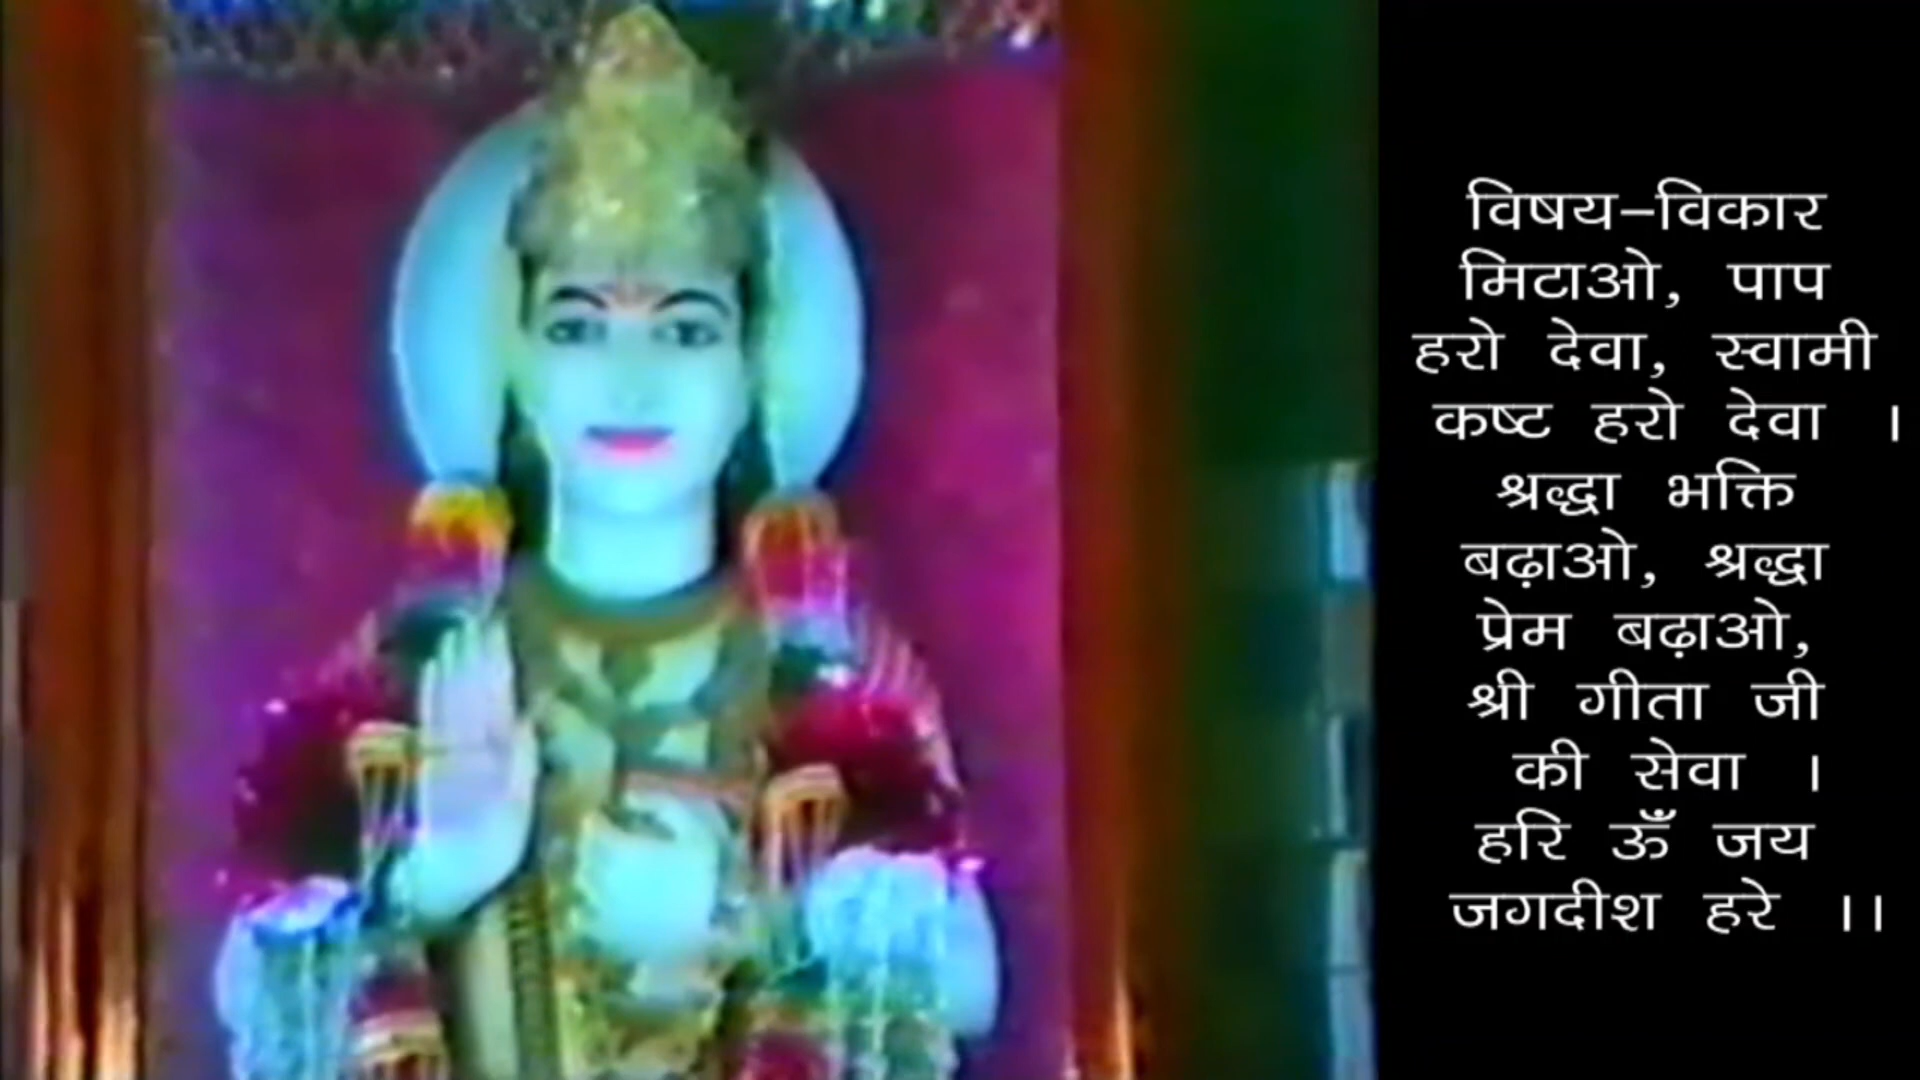 विषय–विकार
मिटाओ, पाप
हरो देवा, स्वामी
कष्ट हरो देवा ।
श्रद्धा भक्ति
बढ़ाओ, श्रद्धा
प्रेम बढ़ाओ,
श्री गीता जी
की सेवा ।
हरि ऊँ जय
जगदीश हरे ।।